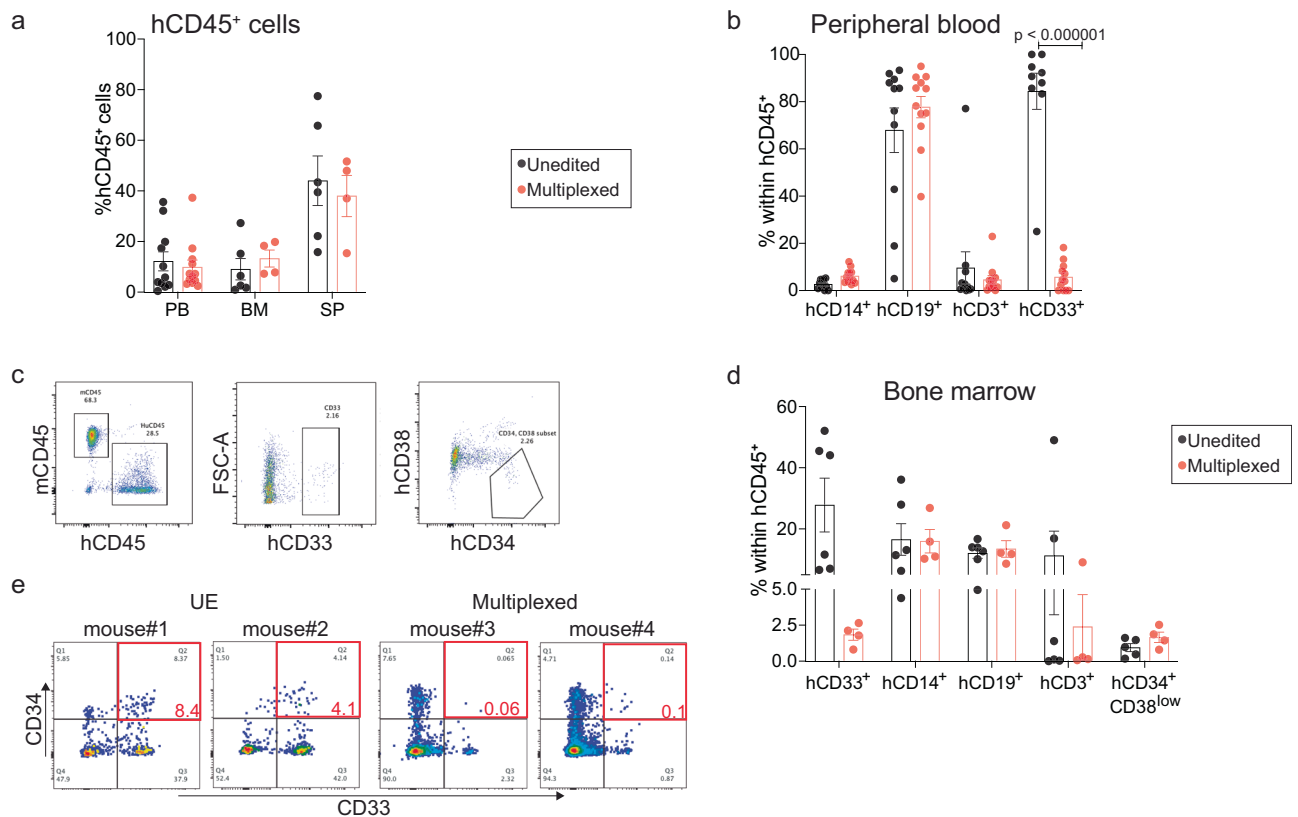 a
hCD45⁺ cells
100
80
60
40
20
0
%hCD45⁺ cells
PB BM SP
Unedited
Multiplexed
b
Peripheral blood
p < 0.000001
100
80
60
40
20
0
% within hCD45⁺
hCD14⁺ hCD19⁺ hCD3⁺ hCD33⁺
c
mCD45
68.3
HuCD45
28.5
mCD45
hCD45
CD33
2.16
FSC-A
hCD33
CD34, CD38 subset
2.26
hCD38
hCD34
d
Bone marrow
60
40
20
5.0
2.5
0.0
% within hCD45⁺
hCD33⁺ hCD14⁺ hCD19⁺ hCD3⁺ hCD34⁺
CD38ˡᵒʷ
Unedited
Multiplexed
e
UE Multiplexed
mouse#1 mouse#2 mouse#3 mouse#4
Q1
5.85
Q2
8.37
8.4
Q4
47.9
Q3
37.9
Q1
1.50
Q2
4.14
4.1
Q4
52.4
Q3
42.0
Q1
7.65
Q2
0.065
0.06
Q4
90.0
Q3
2.32
Q1
4.71
Q2
0.14
0.1
Q4
94.3
Q3
0.87
CD34
CD33